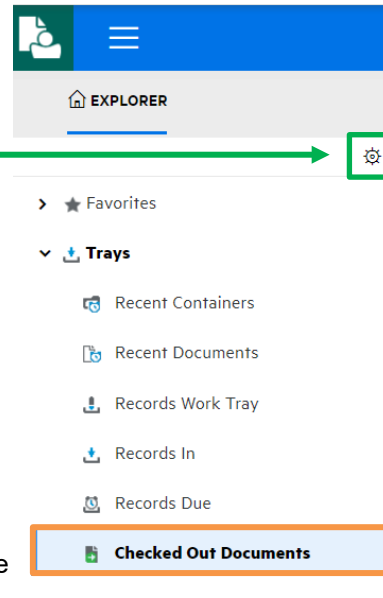 EXPLORER
Favorites
Trays
Recent Containers
Recent Documents
Records Work Tray
Records In
Records Due
Checked Out Documents
e